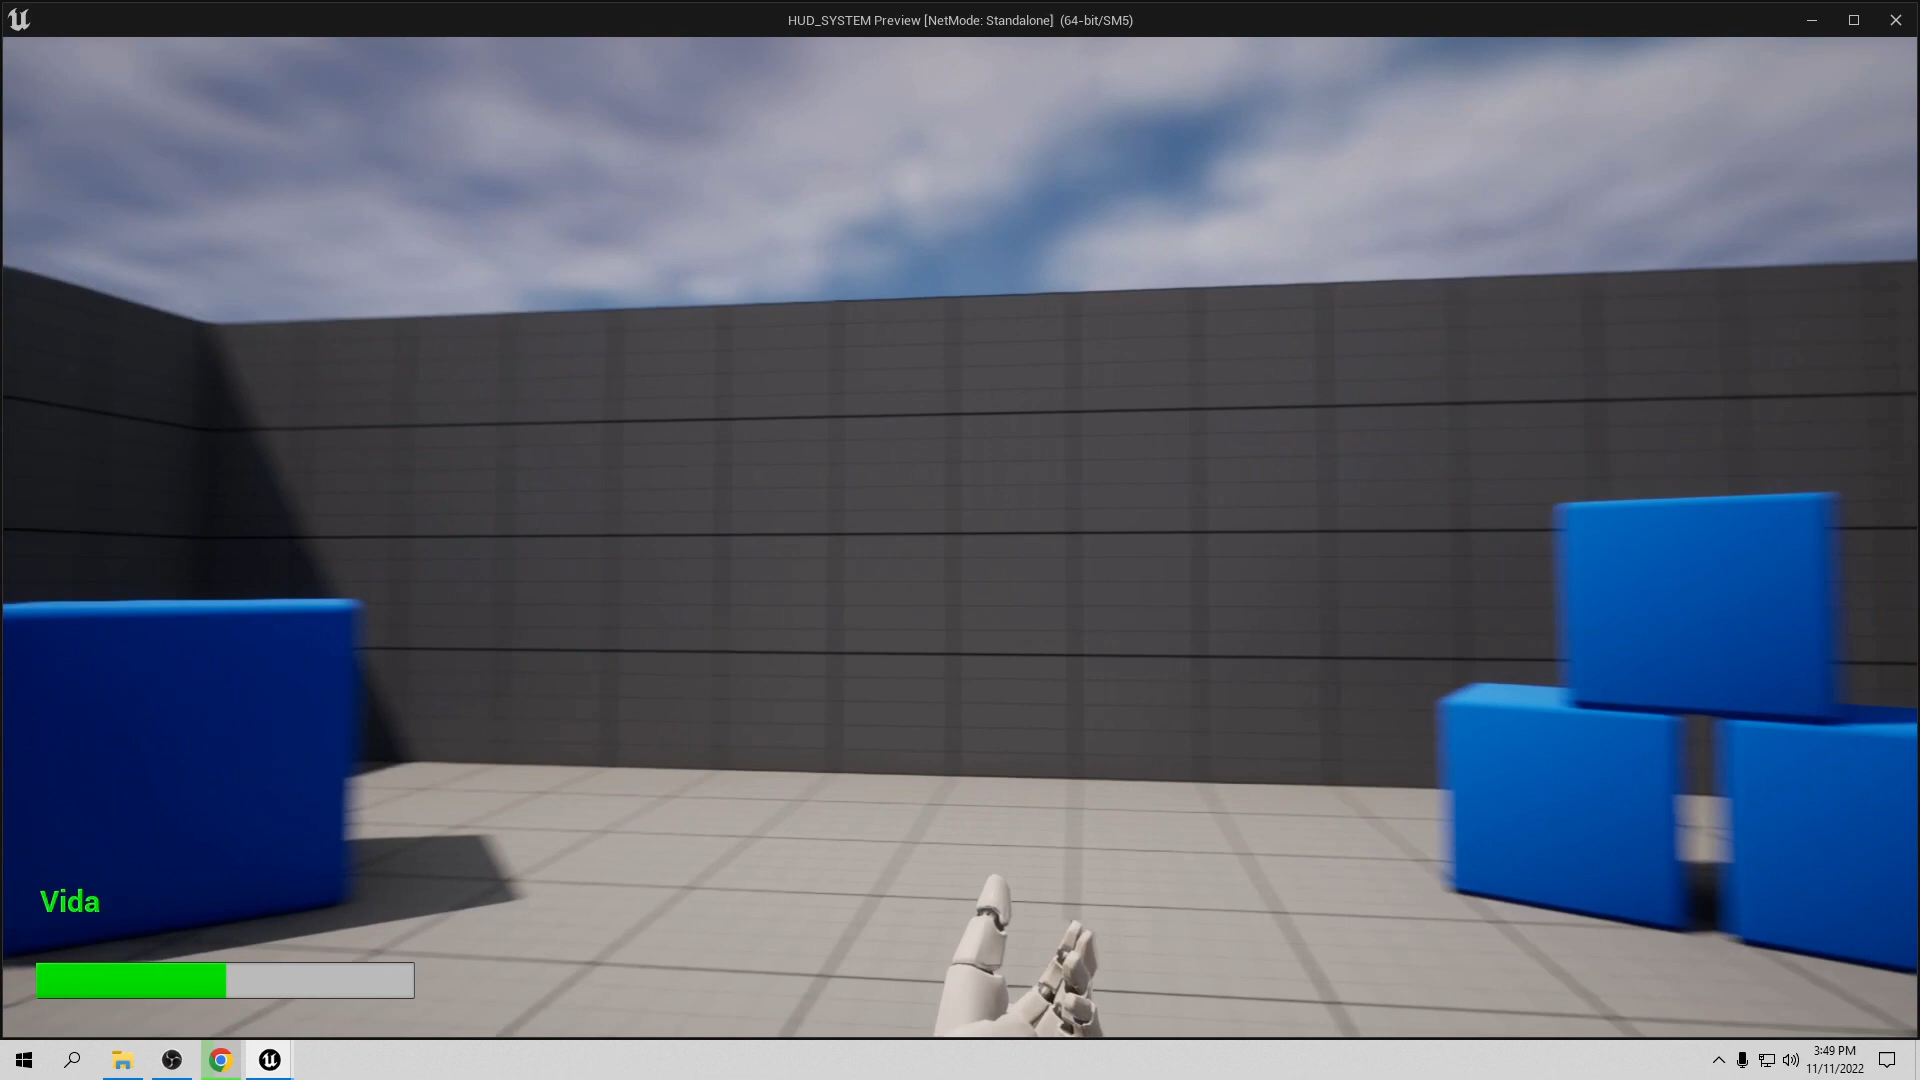 HUD_SYSTEM Preview [NetMode: Standalone]  (64-bit/SM5)
Vida
3:49 PM
11/11/2022